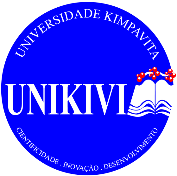 UNIVERSIDADE KIMPAVITA
UNIKIVI
CIENTIFICIDADE . INOVAÇÃO . DESENVOLVIMENTO